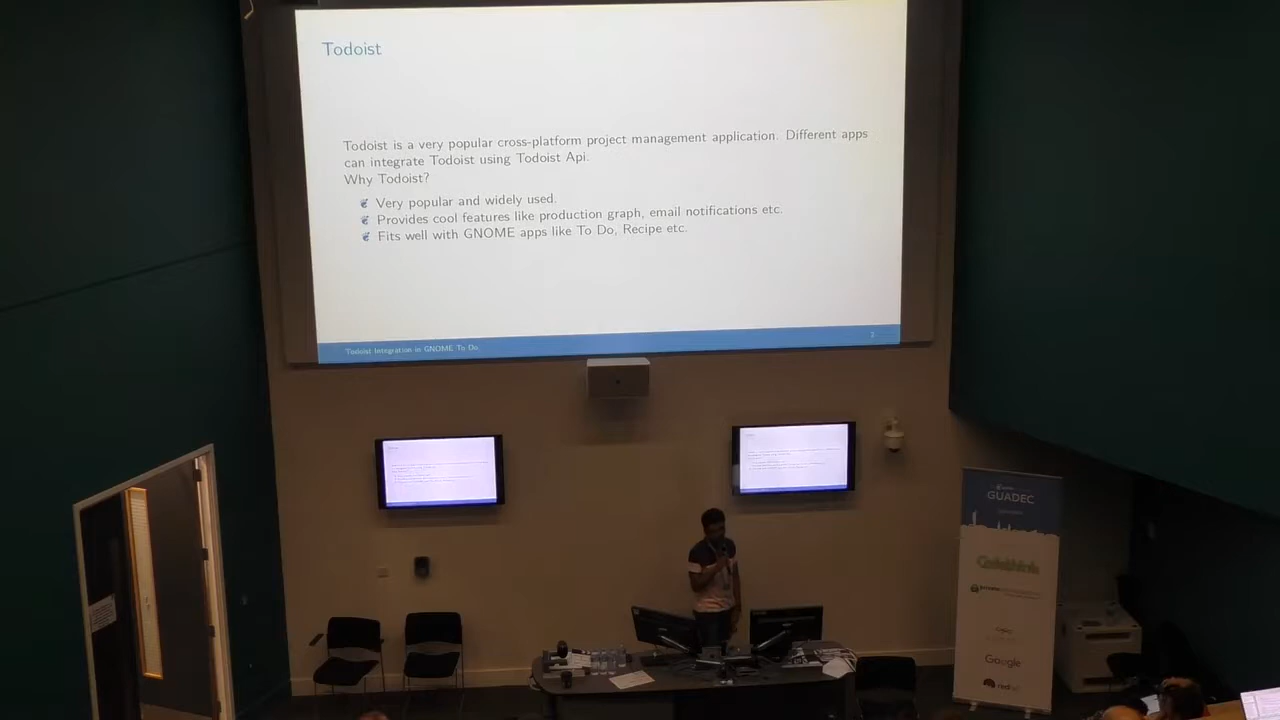 Todoist
Todoist is a very popular cross-platform project management application. Different apps
can integrate Todoist using Todoist Api.
Why Todoist?
Very popular and widely used.
Provides cool features like production graph, email notifications etc.
Fits well with GNOME apps like To Do, Recipe etc.
Todoist Integration in GNOME To Do
2
GUADEC
Codethink
Google